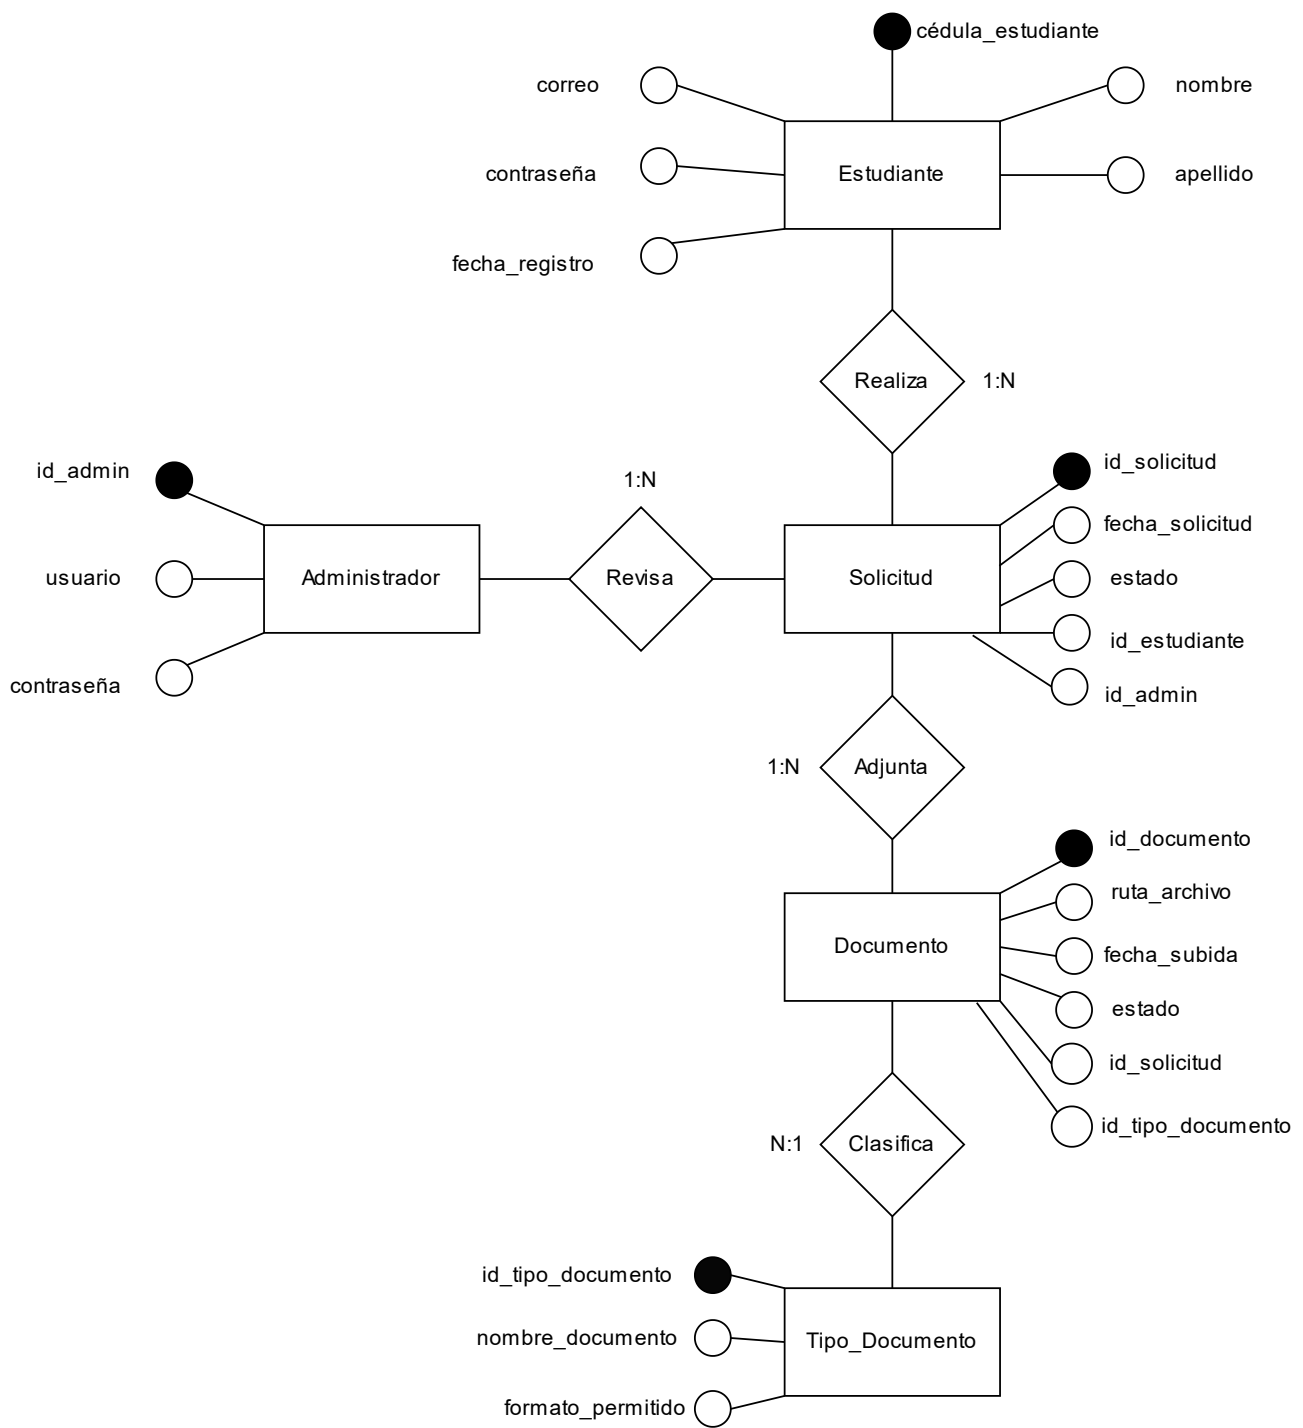 cédula_estudiante
correo
nombre
contraseña
Estudiante
apellido
fecha_registro
Realiza
1:N
id_admin
1:N
id_solicitud
fecha_solicitud
usuario
Administrador
Revisa
Solicitud
estado
id_estudiante
contraseña
id_admin
1:N
Adjunta
id_documento
ruta_archivo
Documento
fecha_subida
estado
id_solicitud
id_tipo_documento
N:1
Clasifica
id_tipo_documento
nombre_documento
Tipo_Documento
formato_permitido